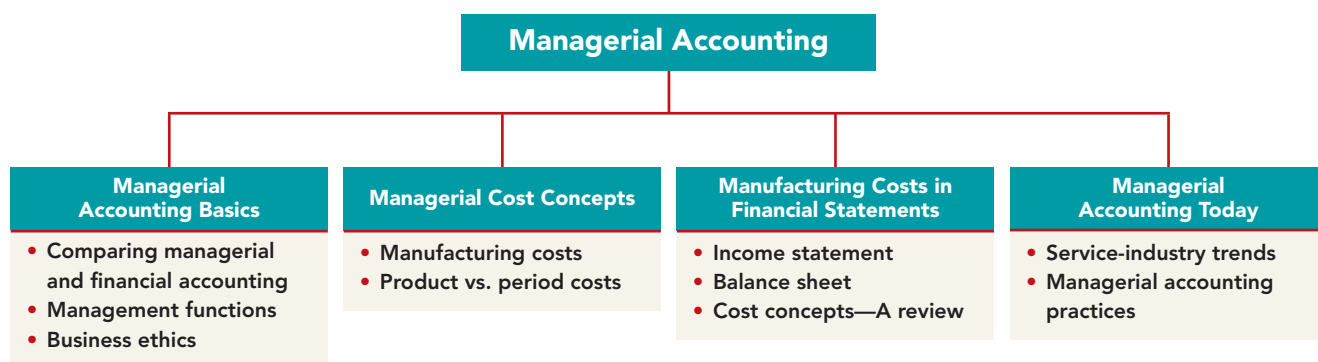 Managerial Accounting
Managerial
Accounting Basics
• Comparing managerial
and financial accounting
• Management functions
• Business ethics
Managerial Cost Concepts
• Manufacturing costs
• Product vs. period costs
Manufacturing Costs in
Financial Statements
• Income statement
• Balance sheet
• Cost concepts—A review
Managerial
Accounting Today
• Service-industry trends
• Managerial accounting
practices